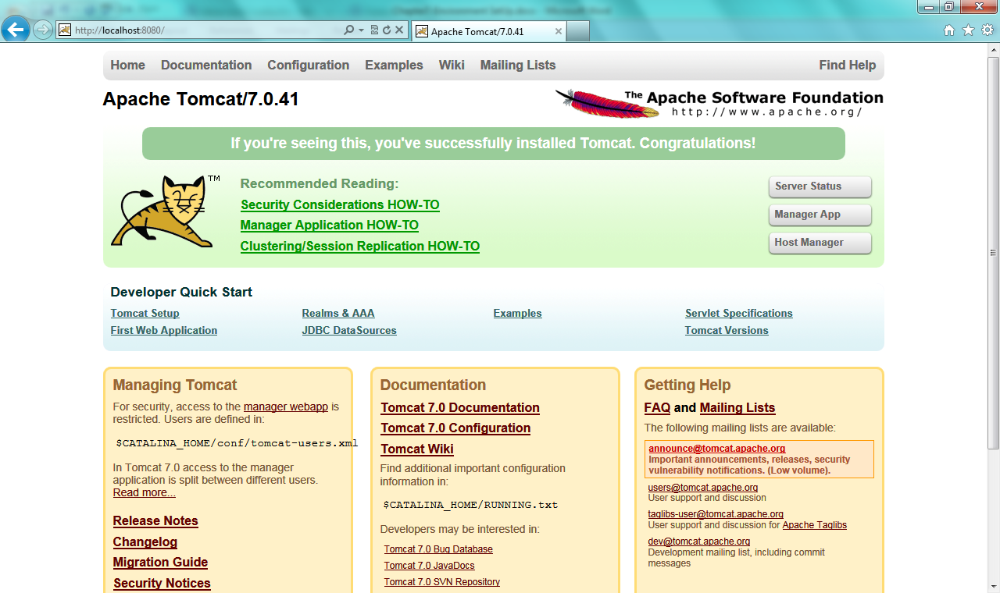 http://localhost:8080/
Apache Tomcat/7.0.41
Home Documentation Configuration Examples Wiki Mailing Lists Find Help
Apache Tomcat/7.0.41
The Apache Software Foundation
http://www.apache.org/
If you're seeing this, you've successfully installed Tomcat. Congratulations!
TM
Recommended Reading:
Security Considerations HOW-TO
Manager Application HOW-TO
Clustering/Session Replication HOW-TO
Server Status
Manager App
Host Manager
Developer Quick Start
Tomcat Setup
First Web Application
Realms & AAA
JDBC DataSources
Examples
Servlet Specifications
Tomcat Versions
Managing Tomcat
For security, access to the manager webapp is
restricted. Users are defined in:
$CATALINA_HOME/conf/tomcat-users.xml
In Tomcat 7.0 access to the manager
application is split between different users.
Read more...
Release Notes
Changelog
Migration Guide
Security Notices
Documentation
Tomcat 7.0 Documentation
Tomcat 7.0 Configuration
Tomcat Wiki
Find additional important configuration
information in:
$CATALINA_HOME/RUNNING.txt
Developers may be interested in:
Tomcat 7.0 Bug Database
Tomcat 7.0 JavaDocs
Tomcat 7.0 SVN Repository
Getting Help
FAQ and Mailing Lists
The following mailing lists are available:
announce@tomcat.apache.org
Important announcements, releases, security
vulnerability notifications. (Low volume).
users@tomcat.apache.org
User support and discussion
taglibs-user@tomcat.apache.org
User support and discussion for Apache Taglibs
dev@tomcat.apache.org
Development mailing list, including commit
messages